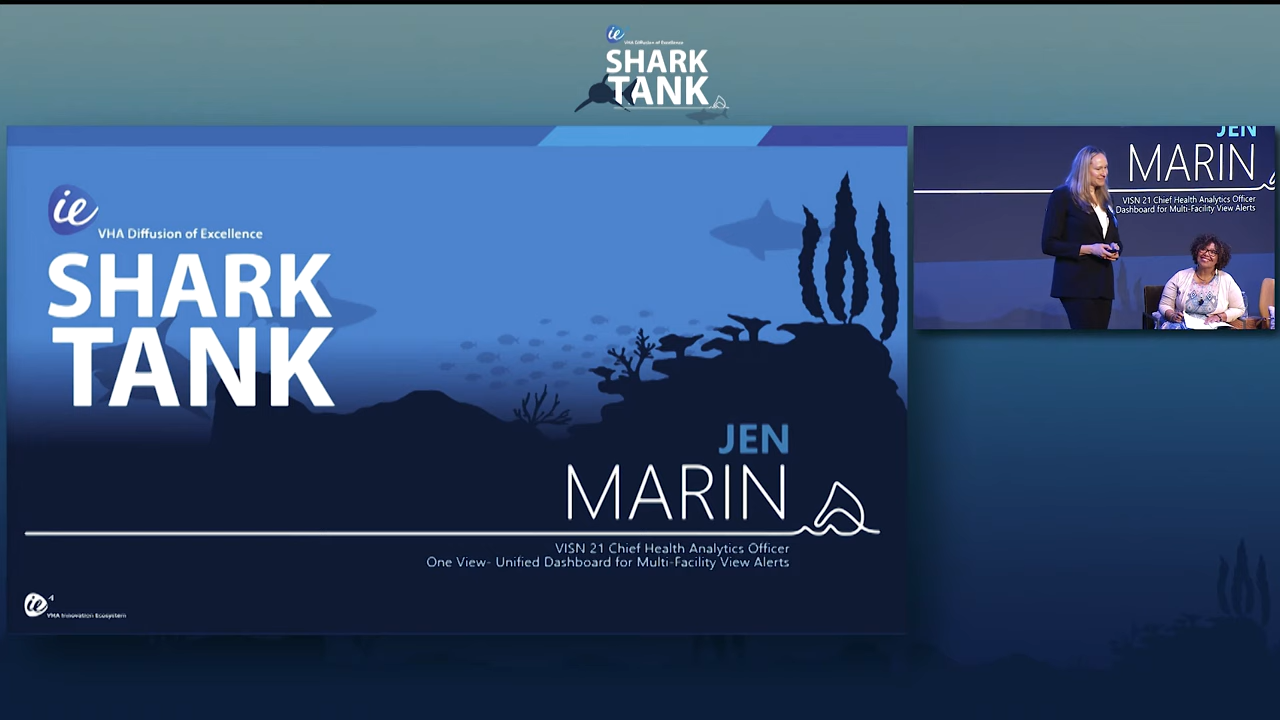 ie
VHA Diffusion of Excellence
SHARK
TANK
ie
VHA Diffusion of Excellence
SHARK
TANK
JEN
MARIN
VISN 21 Chief Health Analytics Officer
One View- Unified Dashboard for Multi-Facility View Alerts
ie
VHA Innovation Ecosystem
JEN
MARIN
VISN 21 Chief Health Analytics Officer
Dashboard for Multi-Facility View Alerts